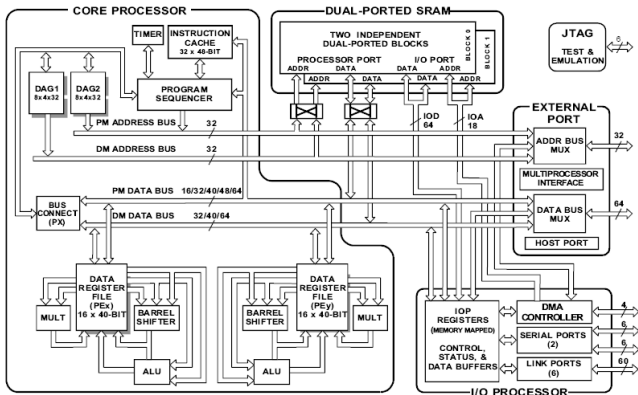 CORE PROCESSOR
TIMER
INSTRUCTION
CACHE
32 x 48-BIT
DAG1
8x4x32
DAG2
8x4x32
PROGRAM
SEQUENCER
PM ADDRESS BUS 32
DM ADDRESS BUS 32
BUS
CONNECT
(PX)
PM DATA BUS 16/32/40/48/64
DM DATA BUS 32/40/64
MULT
DATA
REGISTER
FILE
(PEx)
16 x 40-BIT
BARREL
SHIFTER
ALU
BARREL
SHIFTER
DATA
REGISTER
FILE
(PEy)
16 x 40-BIT
MULT
ALU
DUAL-PORTED SRAM
TWO INDEPENDENT
DUAL-PORTED BLOCKS
PROCESSOR PORT I/O PORT
ADDR DATA DATA ADDR
ADDR DATA DATA ADDR
BLOCK 0
BLOCK 1
IOD
64
IOA
18
JTAG
TEST &
EMULATION
6
EXTERNAL
PORT
ADDR BUS
MUX
32
MULTIPROCESSOR
INTERFACE
DATA BUS
MUX
64
HOST PORT
IOP
REGISTERS
(MEMORY MAPPED)
CONTROL,
STATUS, &
DATA BUFFERS
DMA
CONTROLLER
4
SERIAL PORTS
(2)
6
6
LINK PORTS
(6)
60
I/O PROCESSOR